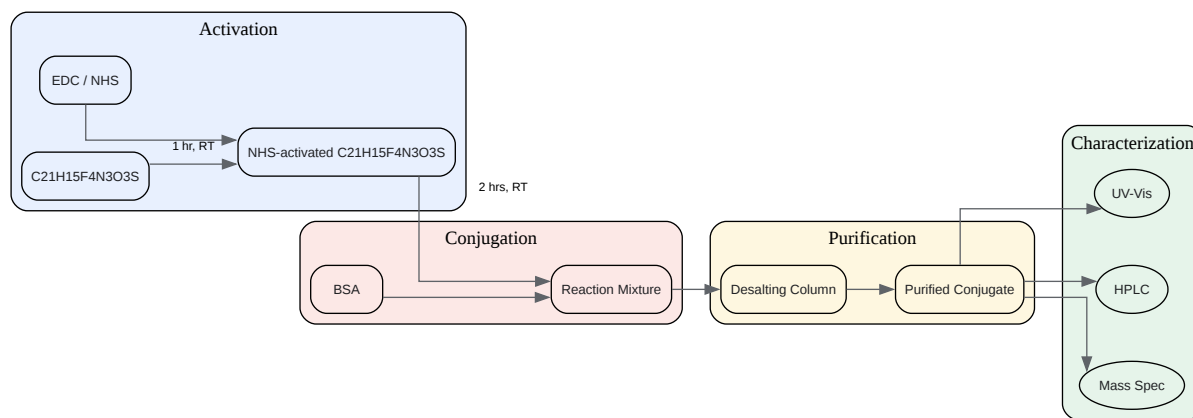 Activation
EDC / NHS
1 hr, RT
C21H15F4N3O3S
NHS-activated C21H15F4N3O3S
2 hrs, RT
Conjugation
BSA
Reaction Mixture
Purification
Desalting Column
Purified Conjugate
Characterization
UV-Vis
HPLC
Mass Spec